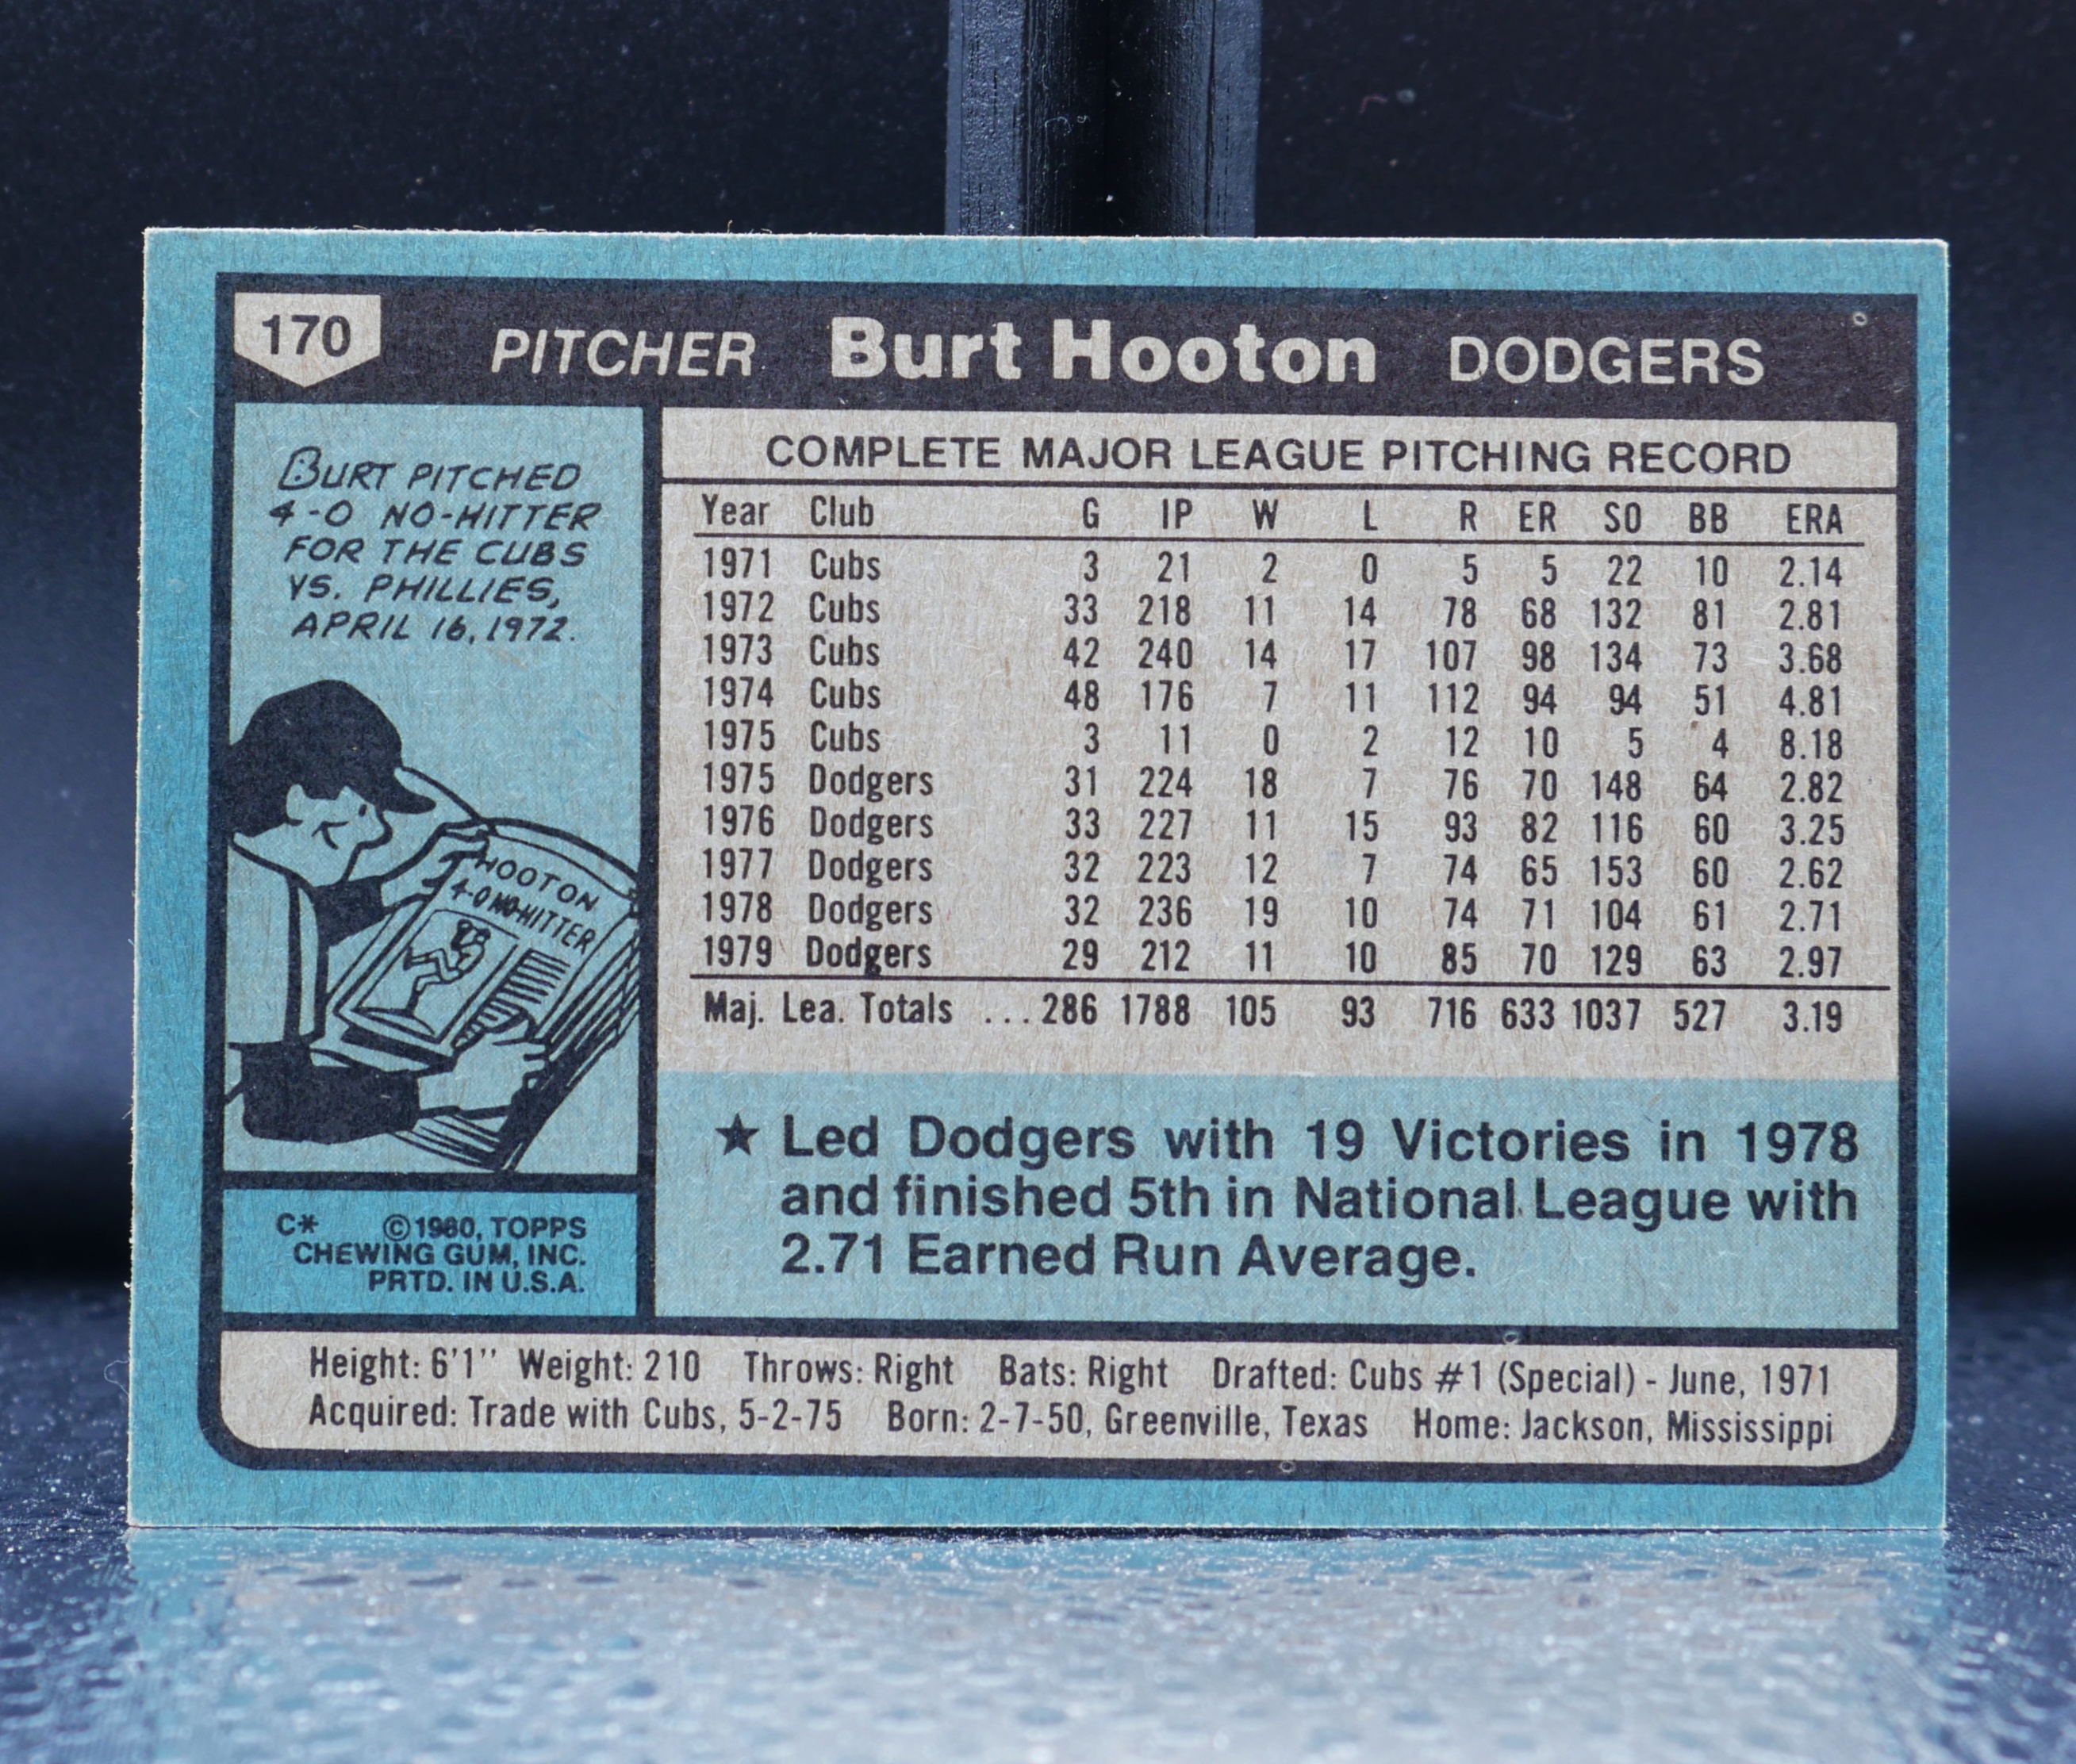 170 PITCHER Burt Hooton DODGERS
BURT PITCHED
4-0 NO-HITTER
FOR THE CUBS
VS. PHILLIES,
APRIL 16, 1972.
HOOTON
4-0 NO-HITTER
C* ©1980, TOPPS
CHEWING GUM, INC.
PRTD. IN U.S.A.
COMPLETE MAJOR LEAGUE PITCHING RECORD
Year Club G IP W L R ER SO BB ERA
1971 Cubs 3 21 2 0 5 5 22 10 2.14
1972 Cubs 33 218 11 14 78 68 132 81 2.81
1973 Cubs 42 240 14 17 107 98 134 73 3.68
1974 Cubs 48 176 7 11 112 94 94 51 4.81
1975 Cubs 3 11 0 2 12 10 5 4 8.18
1975 Dodgers 31 224 18 7 76 70 148 64 2.82
1976 Dodgers 33 227 11 15 93 82 116 60 3.25
1977 Dodgers 32 223 12 7 74 65 153 60 2.62
1978 Dodgers 32 236 19 10 74 71 104 61 2.71
1979 Dodgers 29 212 11 10 85 70 129 63 2.97
Maj. Lea. Totals ...286 1788 105 93 716 633 1037 527 3.19
★ Led Dodgers with 19 Victories in 1978
and finished 5th in National League with
2.71 Earned Run Average.
Height: 6'1" Weight: 210 Throws: Right Bats: Right Drafted: Cubs #1 (Special) - June, 1971
Acquired: Trade with Cubs, 5-2-75 Born: 2-7-50, Greenville, Texas Home: Jackson, Mississippi